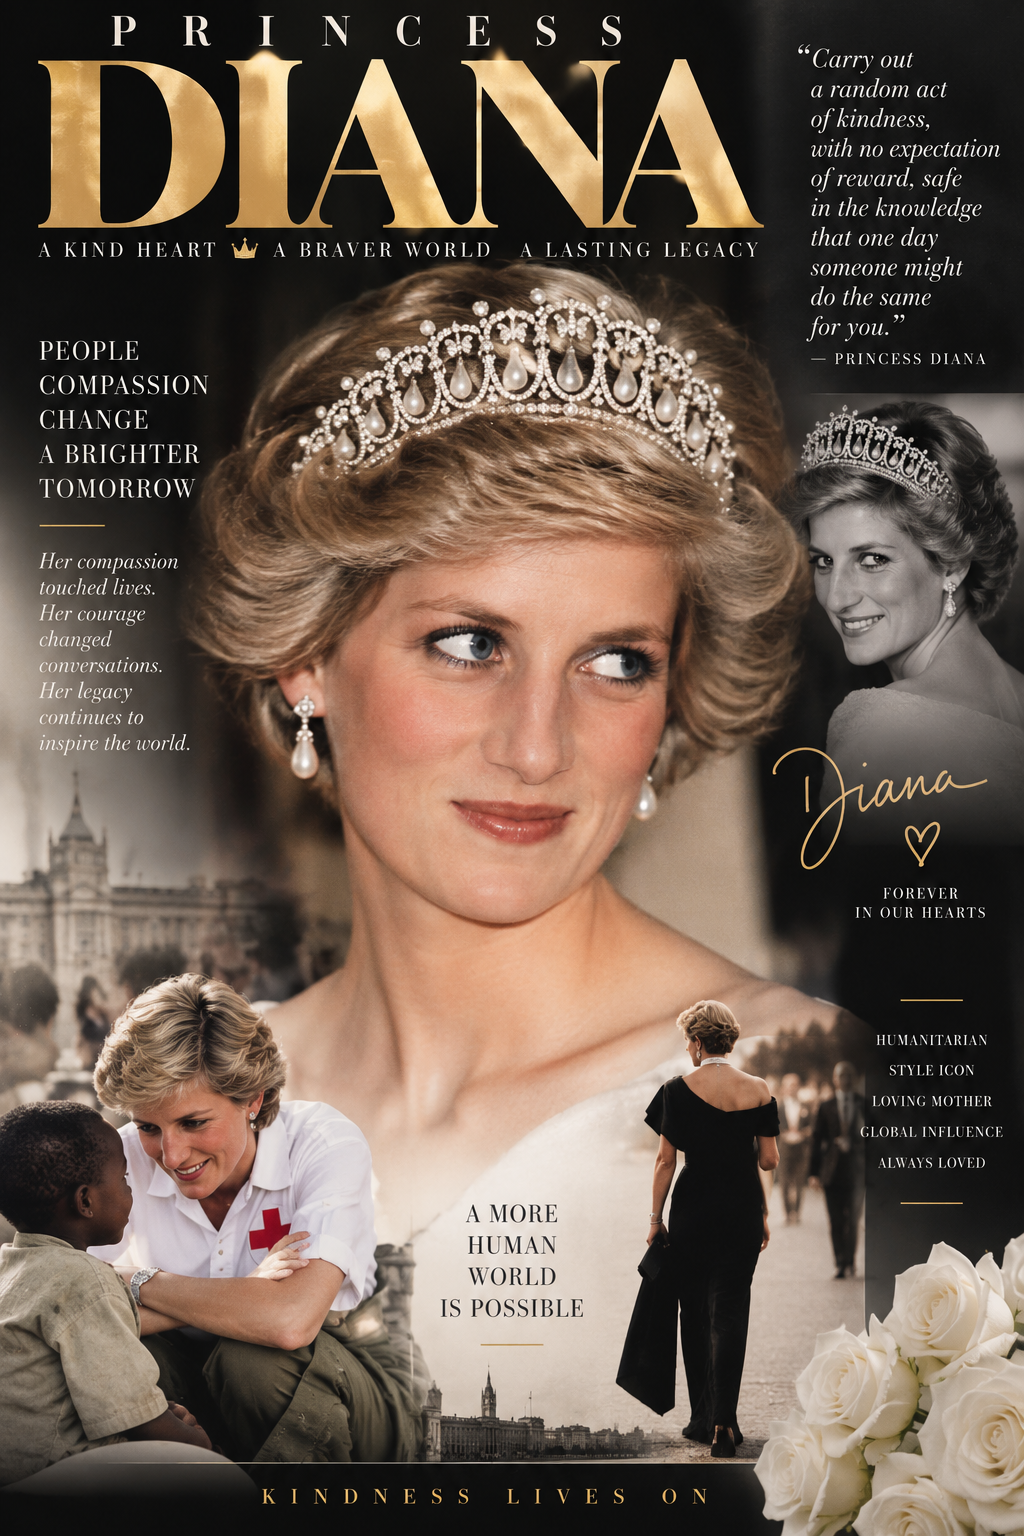 PRINCESS
DIANA
A KIND HEART A BRAVER WORLD A LASTING LEGACY
“Carry out
a random act
of kindness,
with no expectation
of reward, safe
in the knowledge
that one day
someone might
do the same
for you.”
— PRINCESS DIANA
PEOPLE
COMPASSION
CHANGE
A BRIGHTER
TOMORROW
Her compassion
touched lives.
Her courage
changed
conversations.
Her legacy
continues to
inspire the world.
Diana
FOREVER
IN OUR HEARTS
HUMANITARIAN
STYLE ICON
LOVING MOTHER
GLOBAL INFLUENCE
ALWAYS LOVED
A MORE
HUMAN
WORLD
IS POSSIBLE
KINDNESS LIVES ON